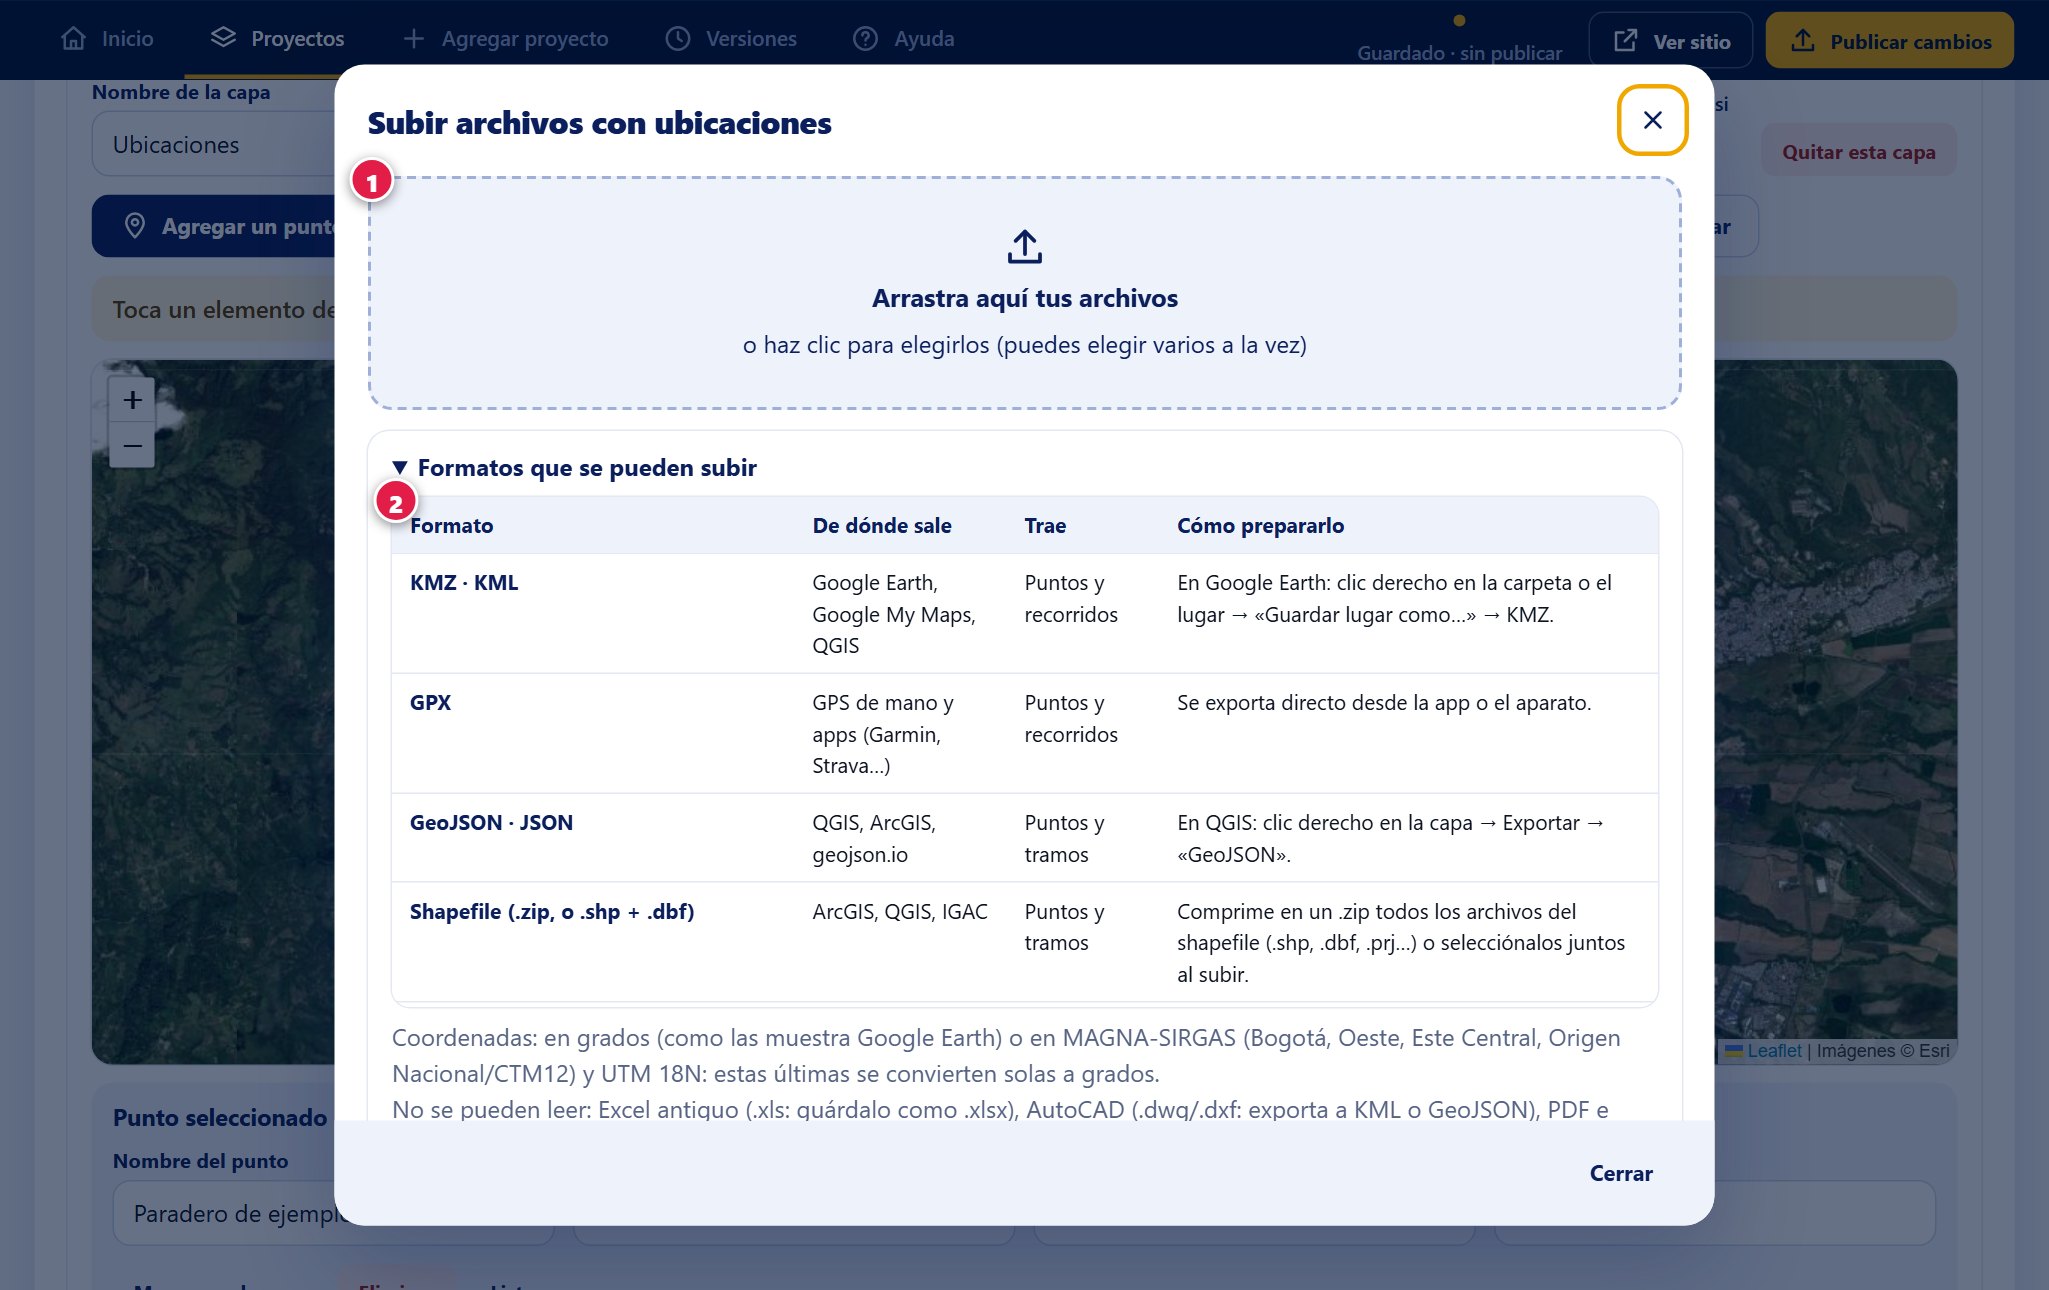 Inicio
Proyectos
Agregar proyecto
Versiones
Ayuda
Guardado · sin publicar
Ver sitio
Publicar cambios
Nombre de la capa
si
Ubicaciones
Quitar esta capa
Agregar un punto
ar
Toca un elemento de
+
−
Subir archivos con ubicaciones
1
Arrastra aquí tus archivos
o haz clic para elegirlos (puedes elegir varios a la vez)
▼ Formatos que se pueden subir
2
Formato De dónde sale Trae Cómo prepararlo
KMZ · KML
Google Earth,
Google My Maps,
QGIS
Puntos y
recorridos
En Google Earth: clic derecho en la carpeta o el
lugar → «Guardar lugar como...» → KMZ.
GPX
GPS de mano y
apps (Garmin,
Strava...)
Puntos y
recorridos
Se exporta directo desde la app o el aparato.
GeoJSON · JSON
QGIS, ArcGIS,
geojson.io
Puntos y
tramos
En QGIS: clic derecho en la capa → Exportar →
«GeoJSON».
Shapefile (.zip, o .shp + .dbf)
ArcGIS, QGIS, IGAC
Puntos y
tramos
Comprime en un .zip todos los archivos del
shapefile (.shp, .dbf, .prj...) o selecciónalos juntos
al subir.
Coordenadas: en grados (como las muestra Google Earth) o en MAGNA-SIRGAS (Bogotá, Oeste, Este Central, Origen
Nacional/CTM12) y UTM 18N: estas últimas se convierten solas a grados.
No se pueden leer: Excel antiguo (.xls: guárdalo como .xlsx), AutoCAD (.dwg/.dxf: exporta a KML o GeoJSON), PDF e
Cerrar
Leaflet | Imágenes © Esri
Punto seleccionado
Nombre del punto
Paradero de ejemplo